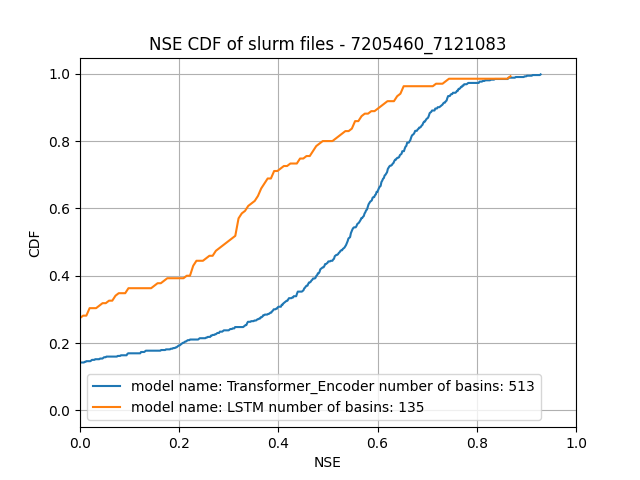 NSE CDF of slurm files - 7205460_7121083
CDF
1.0
0.8
0.6
0.4
0.2
0.0
model name: Transformer_Encoder number of basins: 513
model name: LSTM number of basins: 135
0.0 0.2 0.4 0.6 0.8 1.0
NSE